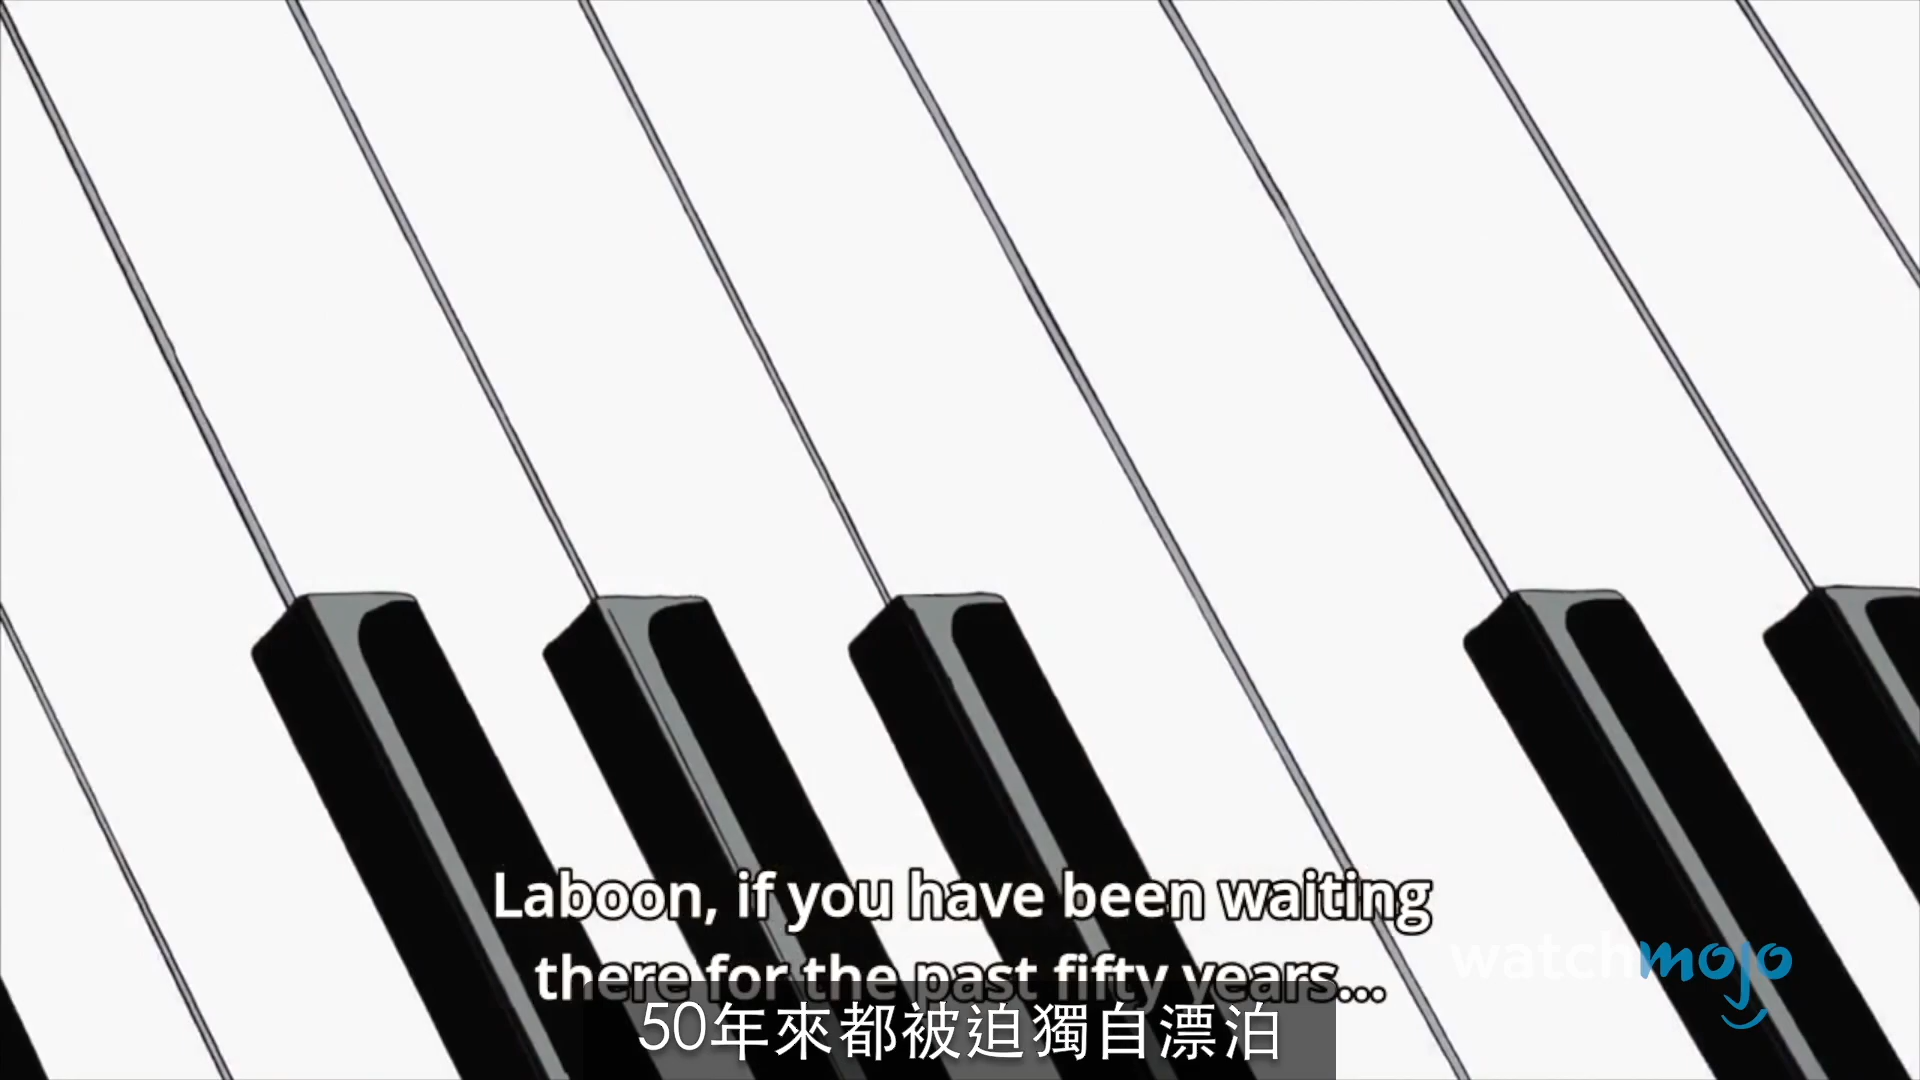 Laboon, if you have been waiting
there for the past fifty years...
watchmojo
50年來都被迫獨自漂泊